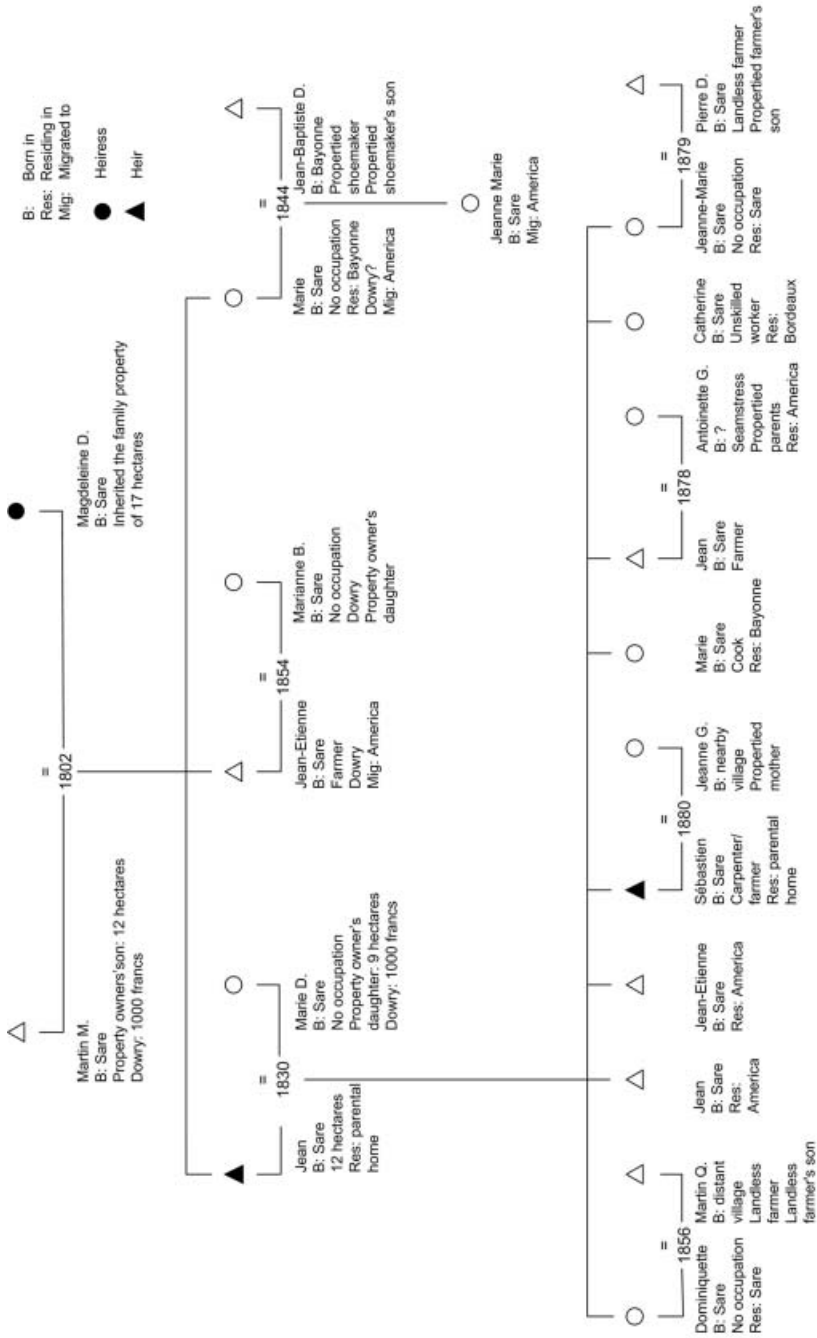 B: Born in
Res: Residing in
Mig: Migrated to
Heiress
Heir
=
1802
Martin M.
B: Sare
Property owners'son: 12 hectares
Dowry: 1000 francs
Magdeleine D.
B: Sare
Inherited the family property
of 17 hectares
=
1830
Jean
B: Sare
12 hectares
Res: parental
home
Marie D.
B: Sare
No occupation
Property owner's
daughter: 9 hectares
Dowry: 1000 francs
=
1854
Jean-Etienne
B: Sare
Farmer
Dowry
Mig: America
Marianne B.
B: Sare
No occupation
Dowry
Property owner's
daughter
=
1844
Marie
B: Sare
No occupation
Res: Bayonne
Dowry?
Mig: America
Jean-Baptiste D.
B: Bayonne
Propertied
shoemaker
Propertied
shoemaker's son
Jeanne Marie
B: Sare
Mig: America
=
1856
Dominiquette
B: Sare
No occupation
Res: Sare
Martin Q.
B: distant
village
Landless
farmer
Landless
farmer's son
Jean
B: Sare
Res:
America
Jean-Etienne
B: Sare
Res: America
=
1880
Sébastien
B: Sare
Carpenter/
farmer
Res: parental
home
Jeanne G.
B: nearby
village
Propertied
mother
Marie
B: Sare
Cook
Res: Bayonne
=
1878
Jean
B: Sare
Farmer
Antoinette G.
B: ?
Seamstress
Propertied
parents
Res: America
Catherine
B: Sare
Unskilled
worker
Res:
Bordeaux
=
1879
Jeanne-Marie
B: Sare
No occupation
Res: Sare
Pierre D.
B: Sare
Landless farmer
Propertied farmer's
son